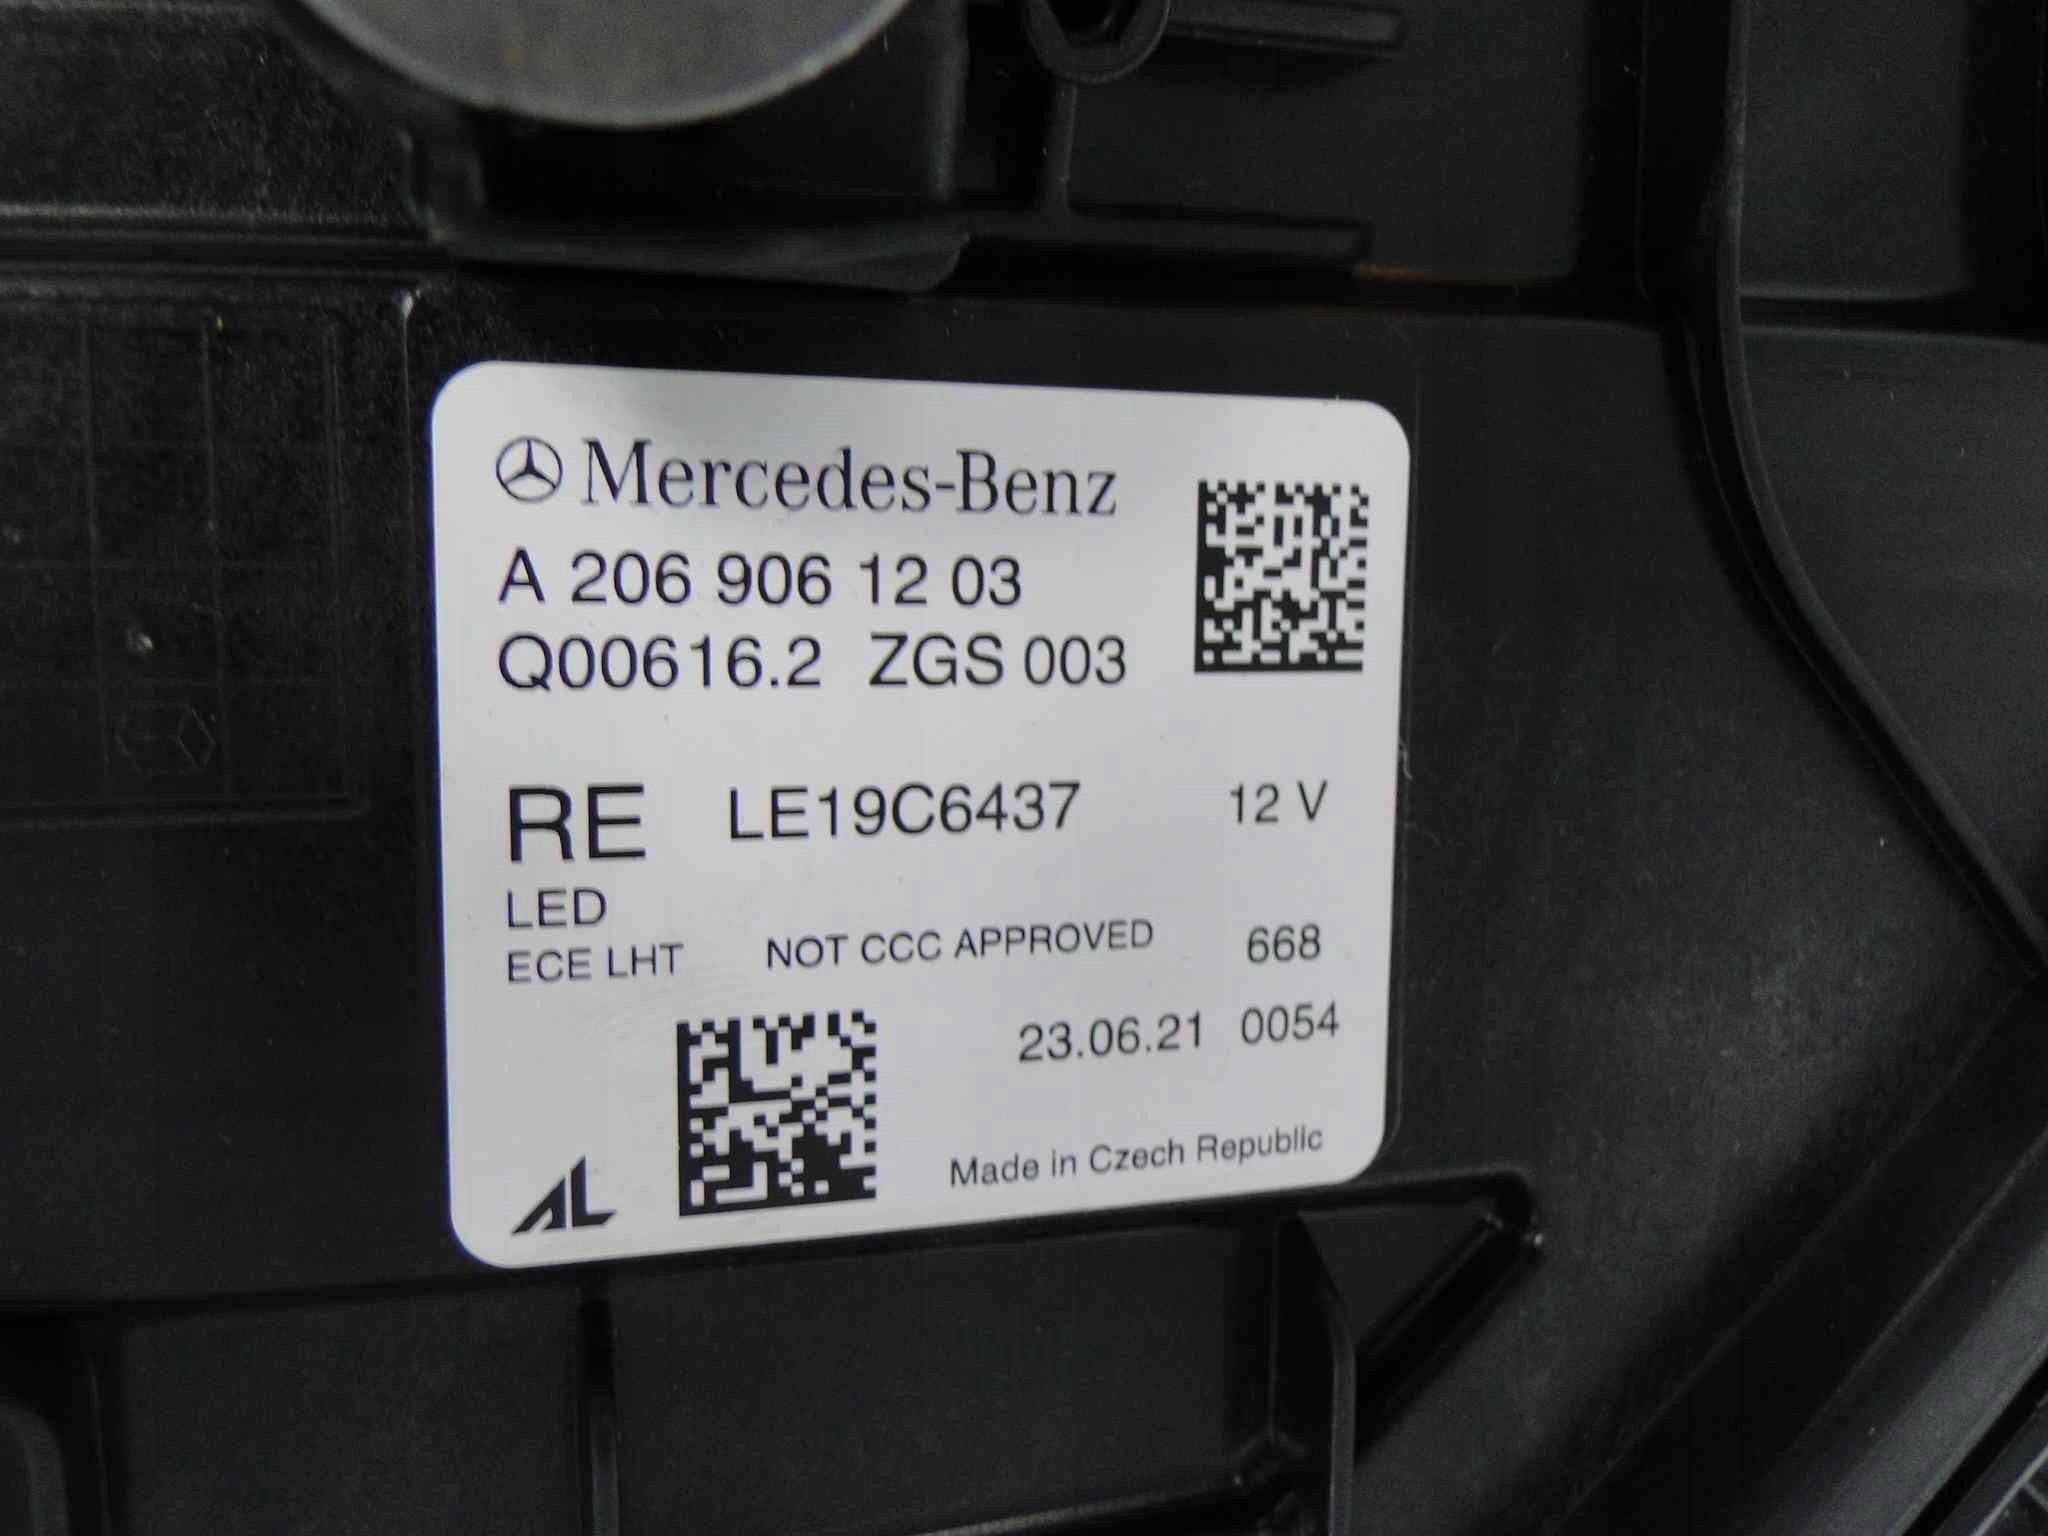 Mercedes-Benz
A 206 906 12 03
Q00616.2 ZGS 003
RE LE19C6437 12 V
LED
ECE LHT NOT CCC APPROVED 668
23.06.21 0054
Made in Czech Republic
AL